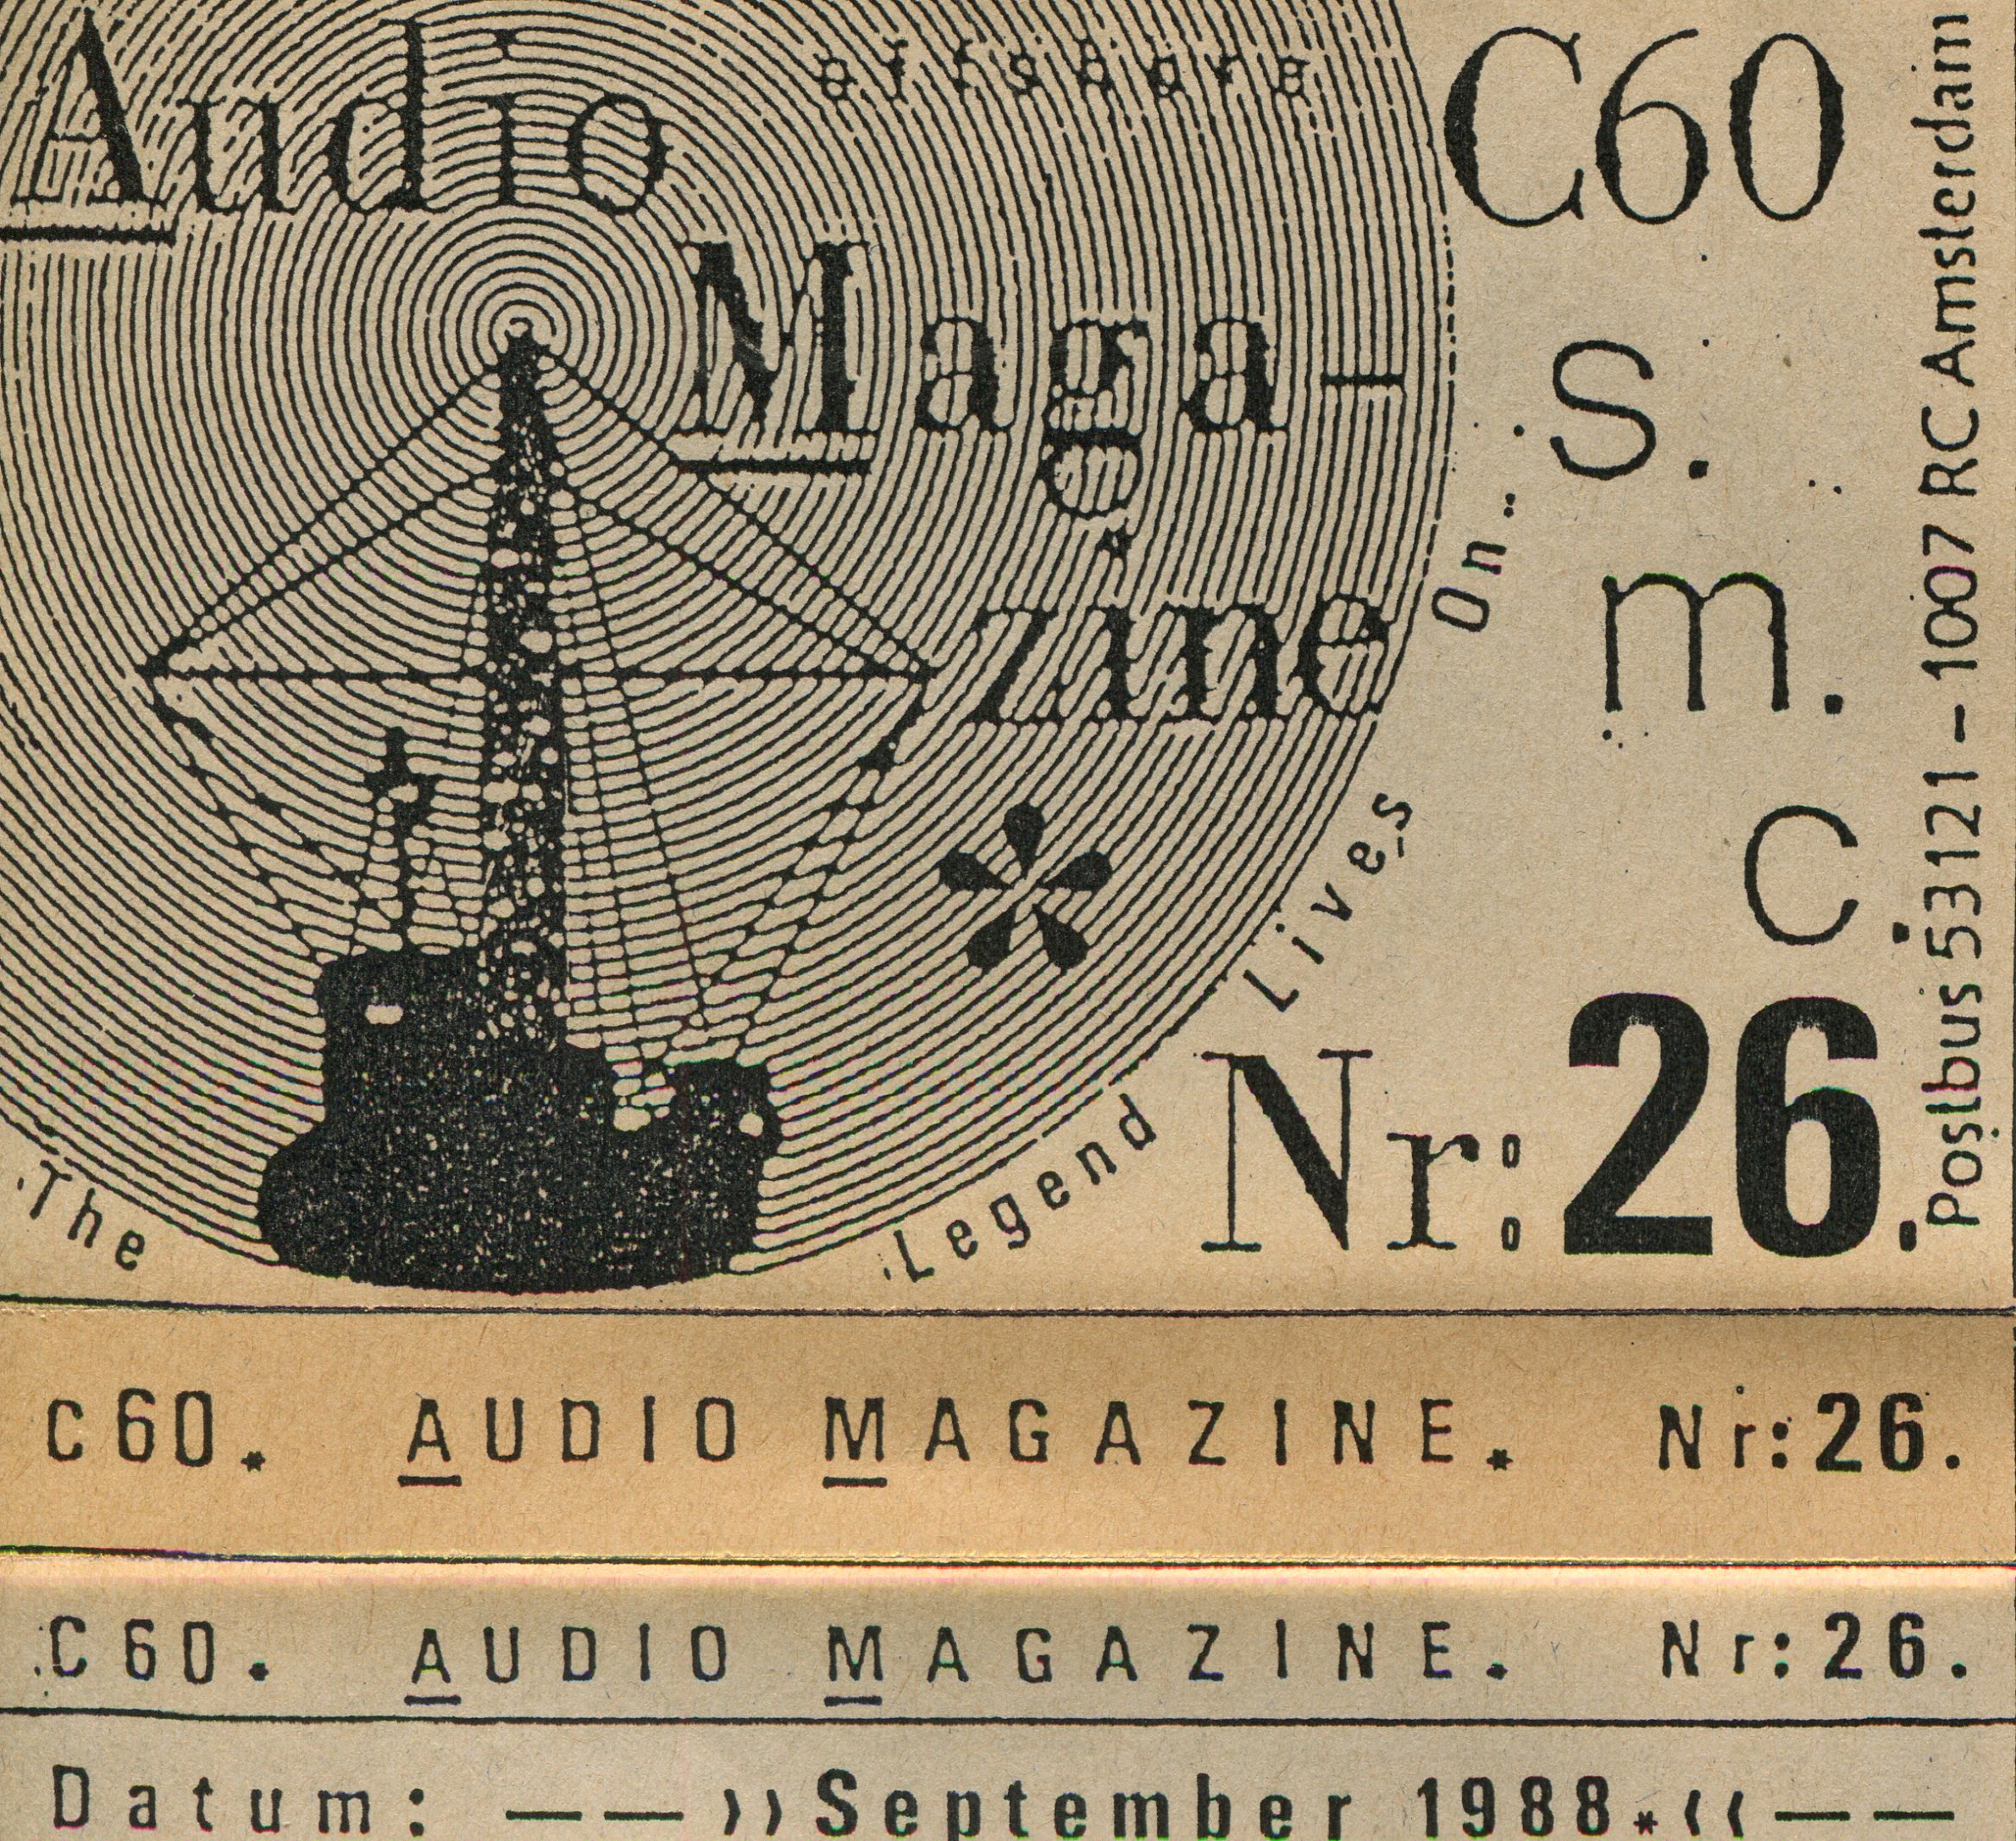 Audio
offshore
C60
Maga-
zine
S.
m.
c.
Nr: 26.
The Legend Lives On..
Postbus 53121 – 1007 RC Amsterdam
C60. AUDIO MAGAZINE. Nr: 26.
C60. AUDIO MAGAZINE. Nr: 26.
Datum: —— ››September 1988.‹‹ ——